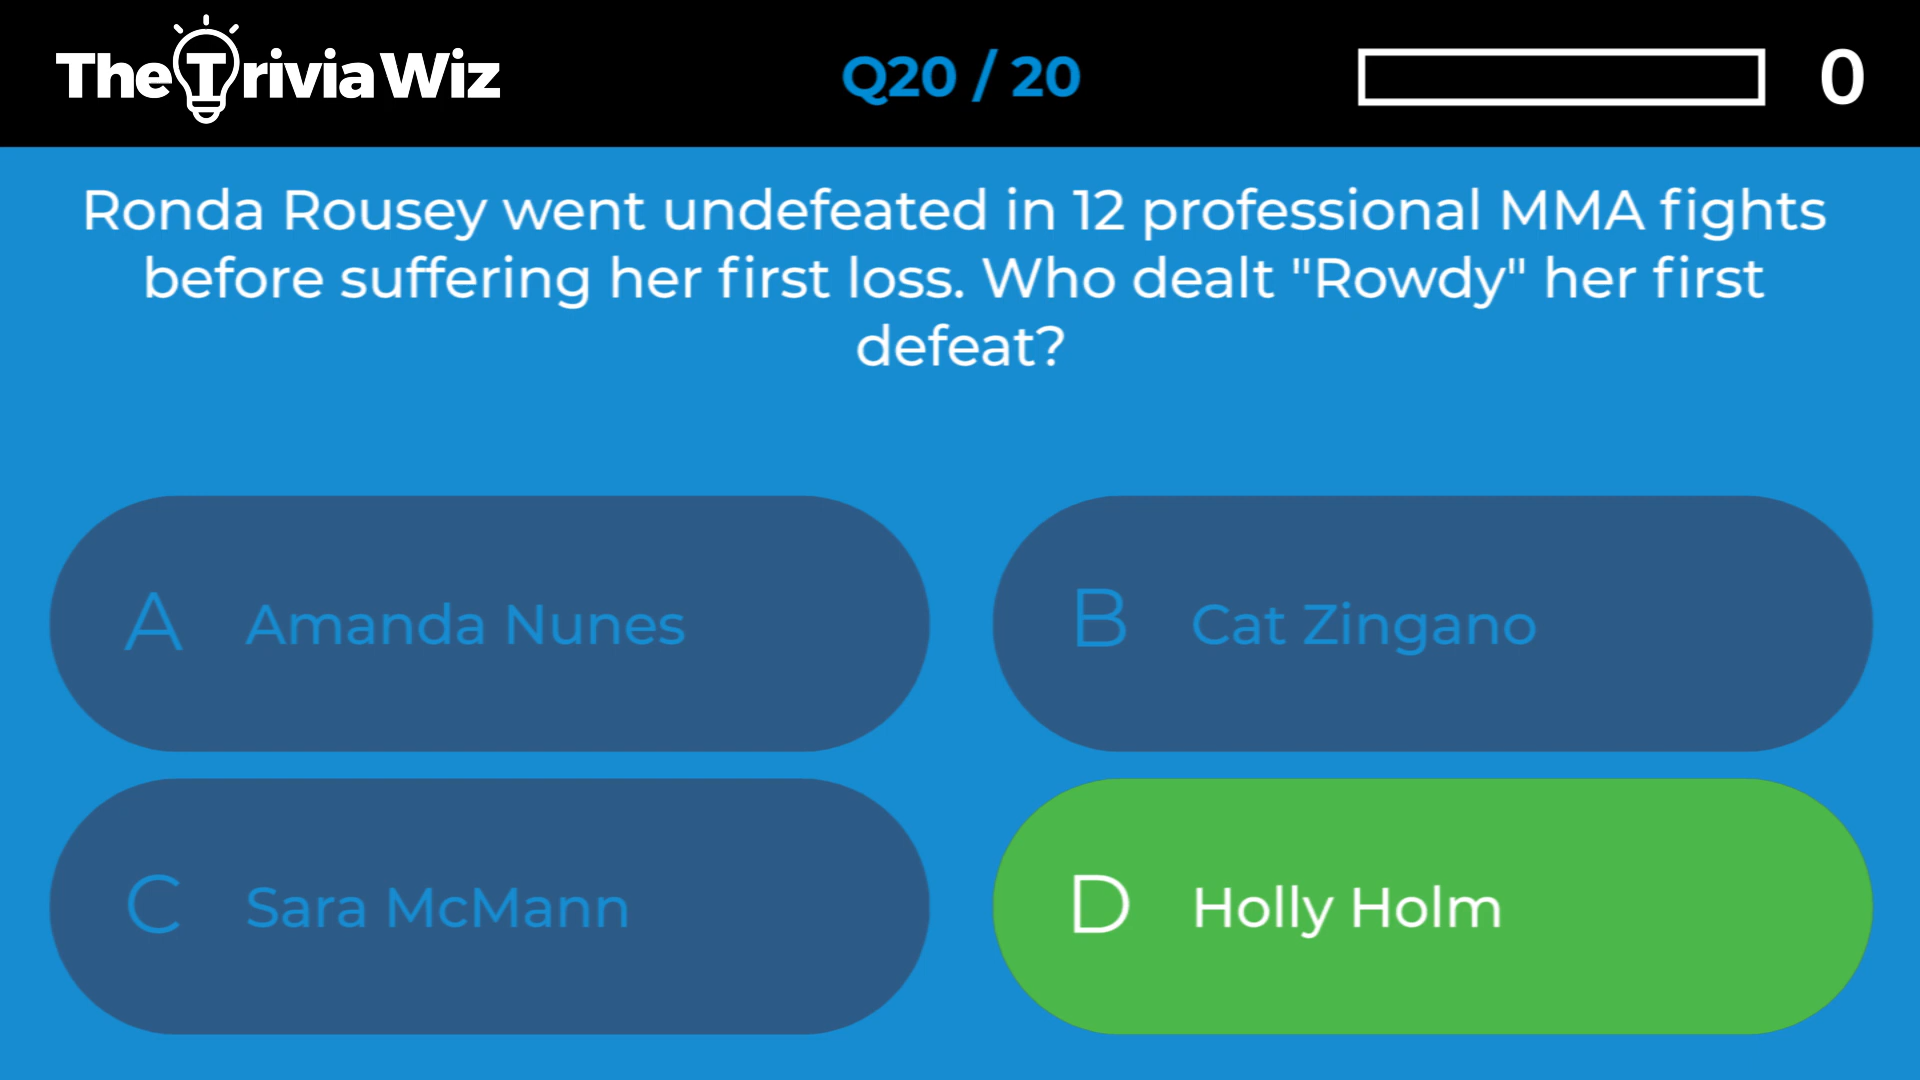 TheTriviaWiz
Q20 / 20
0
Ronda Rousey went undefeated in 12 professional MMA fights
before suffering her first loss. Who dealt "Rowdy" her first
defeat?
A Amanda Nunes
B Cat Zingano
C Sara McMann
D Holly Holm